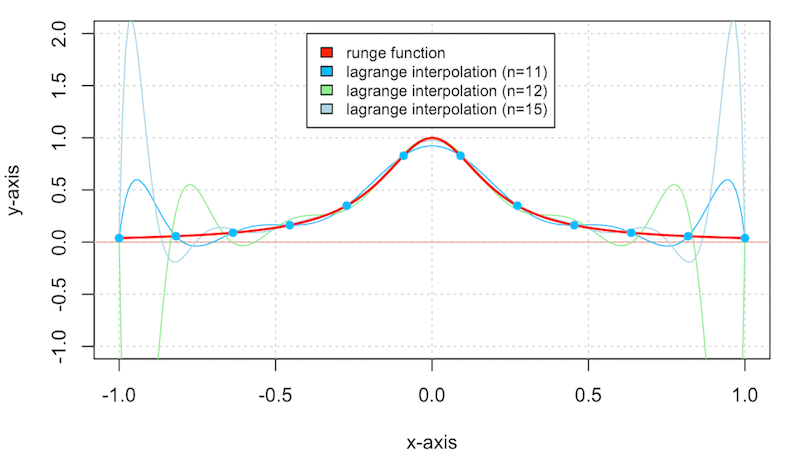 runge function
lagrange interpolation (n=11)
lagrange interpolation (n=12)
lagrange interpolation (n=15)
y-axis
2.0
1.5
1.0
0.5
0.0
-0.5
-1.0
-1.0 -0.5 0.0 0.5 1.0
x-axis